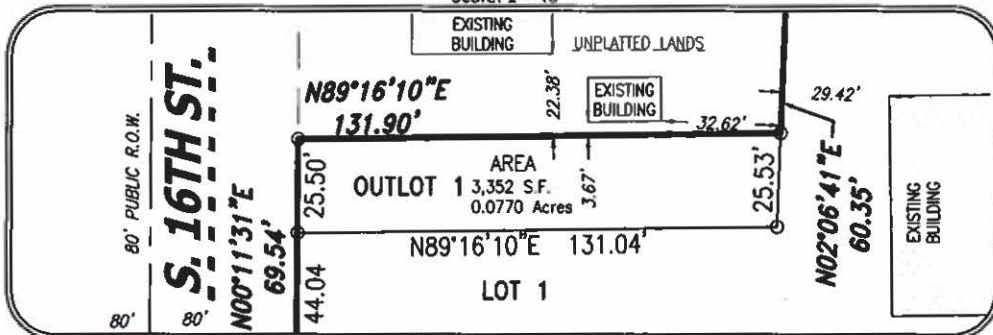 EXISTING
BUILDING
UNPLATTED LANDS
80' PUBLIC R.O.W.
S. 16TH ST.
N00°11'31"E
69.54'
N89°16'10"E
131.90'
22.38'
EXISTING
BUILDING
32.62'
29.42'
25.50'
OUTLOT 1
AREA
3,352 S.F.
0.0770 Acres
3.67'
25.53'
N02°06'41"E
60.35'
EXISTING
BUILDING
N89°16'10"E 131.04'
44.04
LOT 1
80'
80'